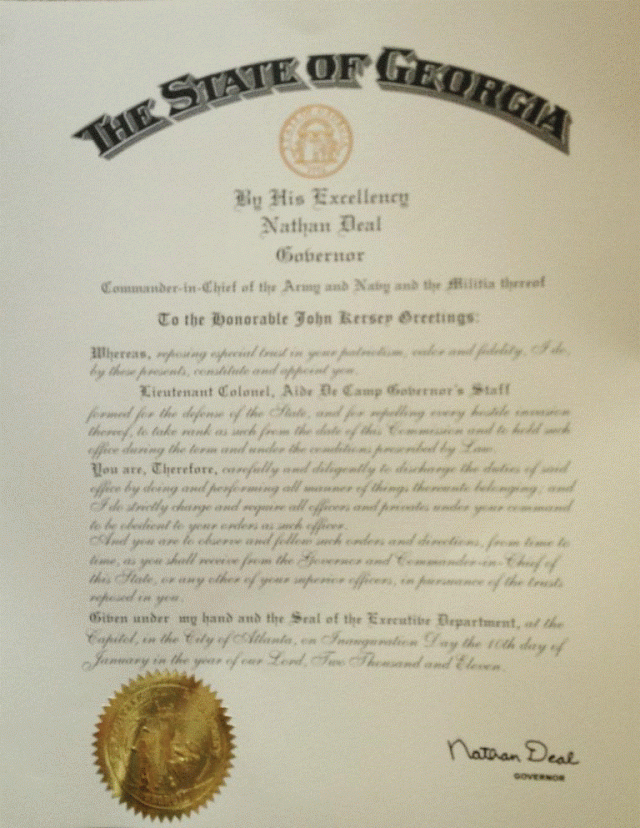 THE STATE OF GEORGIA
By His Excellency
Nathan Deal
Governor
Commander-in-Chief of the Army and Navy and the Militia thereof
To the Honorable John Kersey Greetings:
Whereas, reposing especial trust in your patriotism, valor and fidelity, I do,
by these presents, constitute and appoint you,
Lieutenant Colonel, Aide De Camp Governor's Staff
formed for the defense of the State, and for repelling every hostile invasion
thereof, to take rank as such from the date of this Commission and to hold such
office during the term and under the conditions prescribed by Law.
You are, Therefore, carefully and diligently to discharge the duties of said
office by doing and performing all manner of things thereunto belonging; and
I do strictly charge and require all officers and privates under your command
to be obedient to your orders as such officer.
And you are to observe and follow such orders and directions, from time to
time, as you shall receive from the Governor and Commander-in-Chief of
this State, or any other of your superior officers, in pursuance of the trusts
reposed in you.
Given under my hand and the Seal of the Executive Department, at the
Capitol, in the City of Atlanta, on Inauguration Day the 10th day of
January in the year of our Lord, Two Thousand and Eleven.
Nathan Deal
GOVERNOR